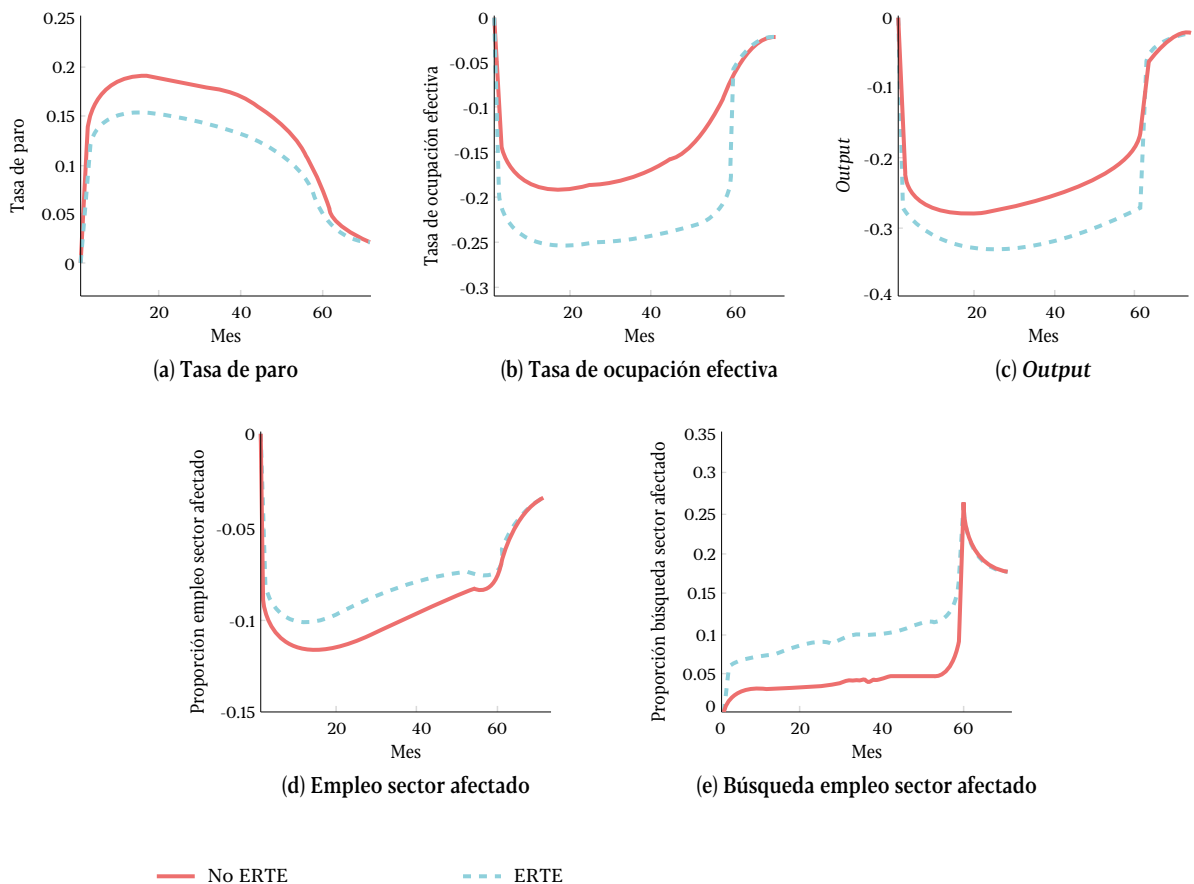 Tasa de paro
0.25
0.2
0.15
0.1
0.05
0
20
40
60
Mes
(a) Tasa de paro
Tasa de ocupación efectiva
0
-0.05
-0.1
-0.15
-0.2
-0.25
-0.3
20
40
60
Mes
(b) Tasa de ocupación efectiva
Output
0
-0.1
-0.2
-0.3
-0.4
20
40
60
Mes
(c) Output
Proporción empleo sector afectado
0
-0.05
-0.1
-0.15
20
40
60
Mes
(d) Empleo sector afectado
Proporción búsqueda sector afectado
0.35
0.3
0.25
0.2
0.15
0.1
0.05
0
0
20
40
60
Mes
(e) Búsqueda empleo sector afectado
No ERTE
ERTE